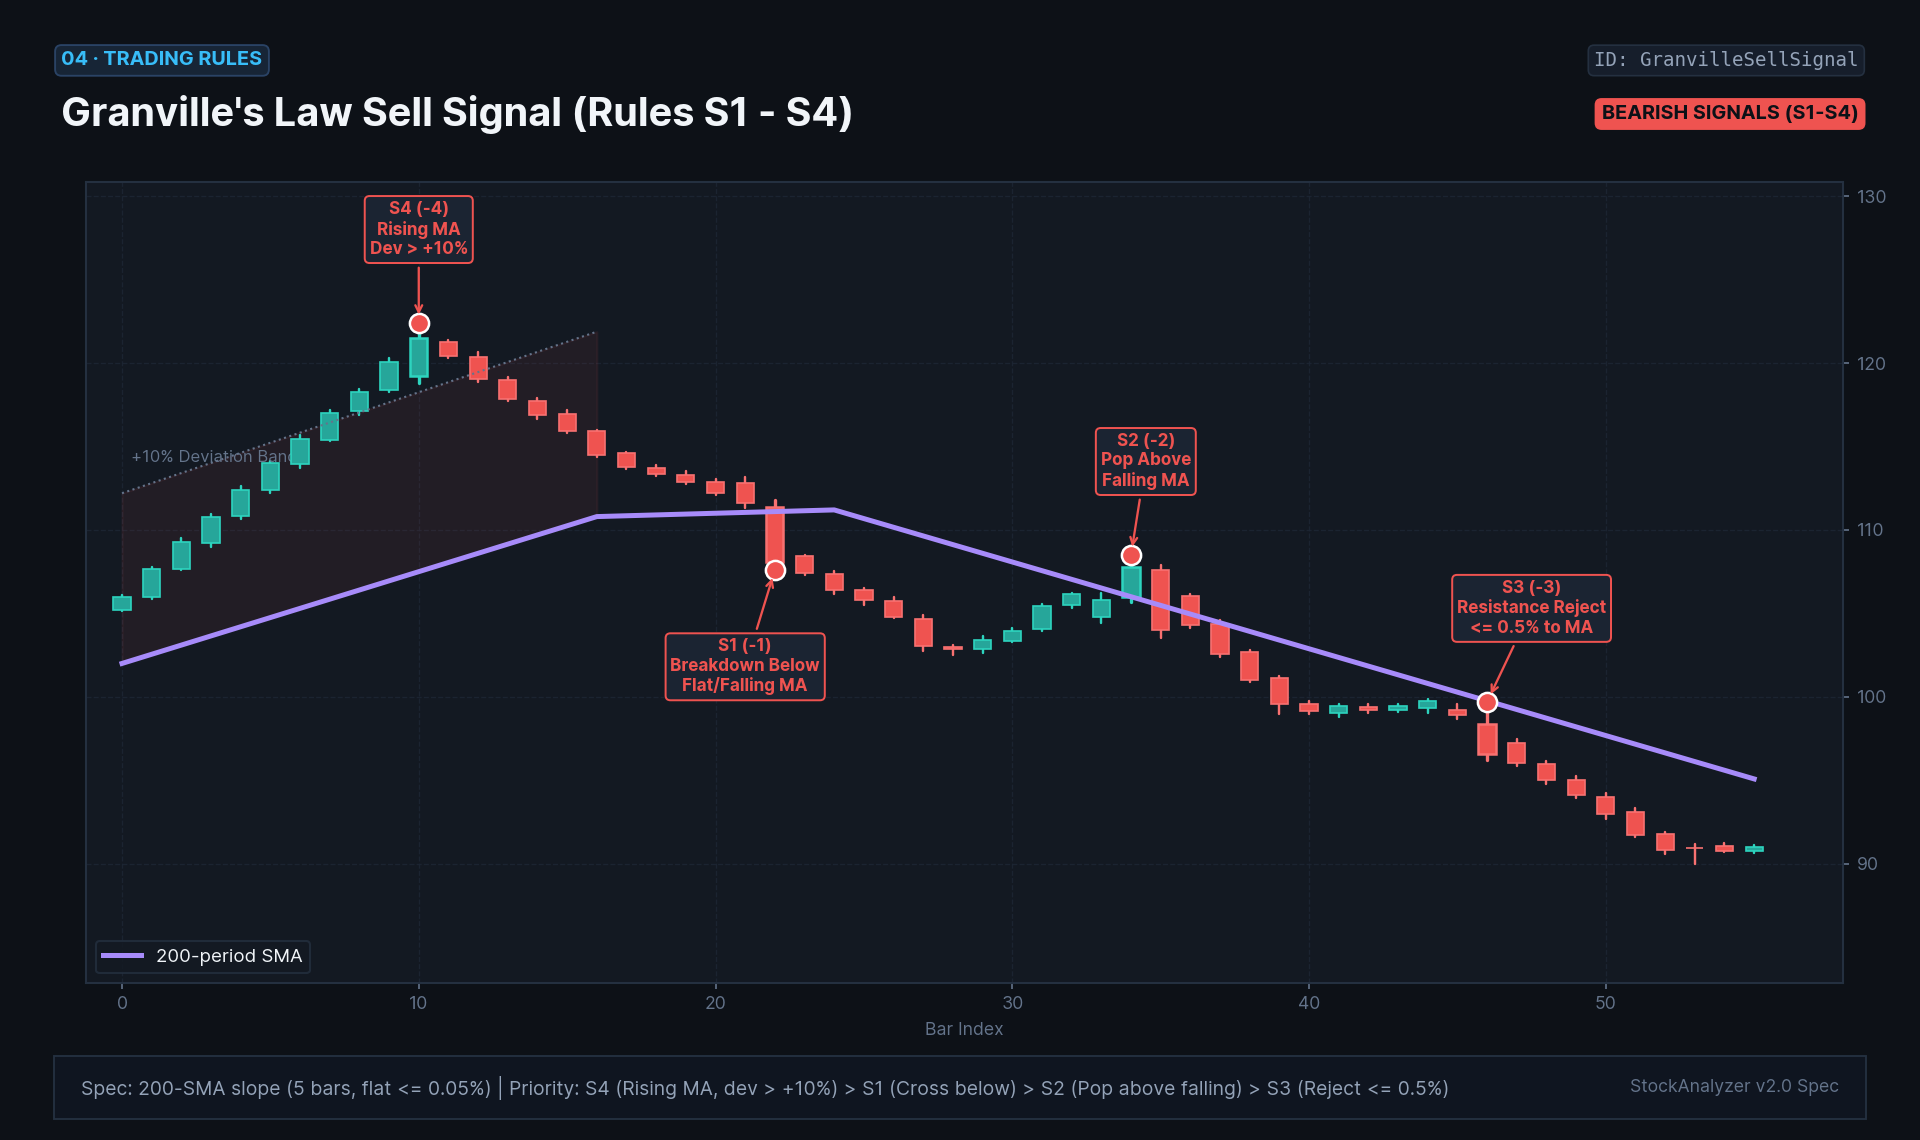 04 · TRADING RULES
ID: GranvilleSellSignal
Granville's Law Sell Signal (Rules S1 - S4)
BEARISH SIGNALS (S1-S4)
S4 (-4)
Rising MA
Dev > +10%
+10% Deviation Band
S1 (-1)
Breakdown Below
Flat/Falling MA
S2 (-2)
Pop Above
Falling MA
S3 (-3)
Resistance Reject
<= 0.5% to MA
130
120
110
100
90
200-period SMA
0
10
20
30
40
50
Bar Index
Spec: 200-SMA slope (5 bars, flat <= 0.05%) | Priority: S4 (Rising MA, dev > +10%) > S1 (Cross below) > S2 (Pop above falling) > S3 (Reject <= 0.5%)
StockAnalyzer v2.0 Spec